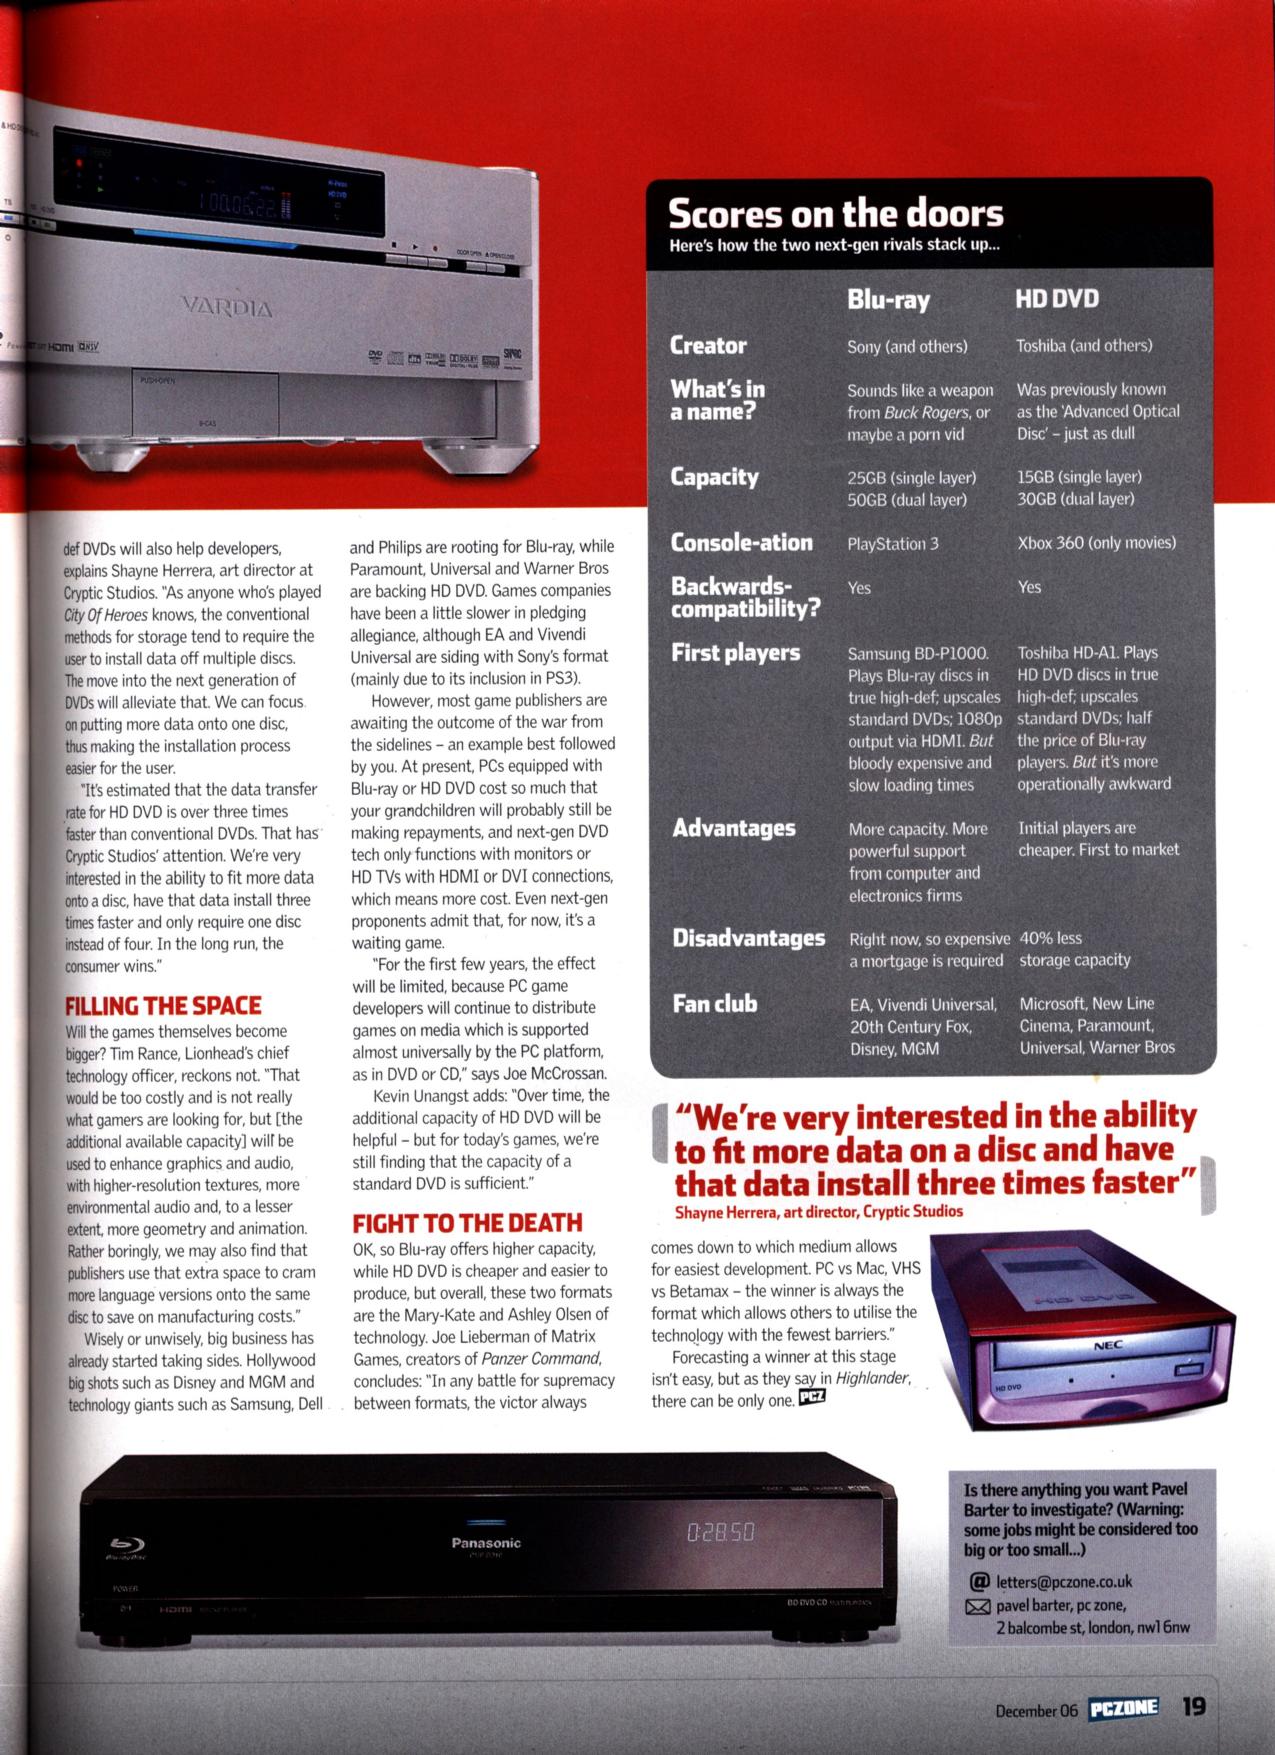 VARDIA
HDMI
PUSH-OPEN
B-CAS
DOOR OPEN ▲OPEN/CLOSE
def DVDs will also help developers,
explains Shayne Herrera, art director at
Cryptic Studios. "As anyone who's played
City Of Heroes knows, the conventional
methods for storage tend to require the
user to install data off multiple discs.
The move into the next generation of
DVDs will alleviate that. We can focus
on putting more data onto one disc,
thus making the installation process
easier for the user.
"It's estimated that the data transfer
rate for HD DVD is over three times
faster than conventional DVDs. That has
Cryptic Studios' attention. We're very
interested in the ability to fit more data
onto a disc, have that data install three
times faster and only require one disc
instead of four. In the long run, the
consumer wins."
FILLING THE SPACE
Will the games themselves become
bigger? Tim Rance, Lionhead's chief
technology officer, reckons not. "That
would be too costly and is not really
what gamers are looking for, but [the
additional available capacity] will be
used to enhance graphics and audio,
with higher-resolution textures, more
environmental audio and, to a lesser
extent, more geometry and animation.
Rather boringly, we may also find that
publishers use that extra space to cram
more language versions onto the same
disc to save on manufacturing costs."
Wisely or unwisely, big business has
already started taking sides. Hollywood
big shots such as Disney and MGM and
technology giants such as Samsung, Dell
and Philips are rooting for Blu-ray, while
Paramount, Universal and Warner Bros
are backing HD DVD. Games companies
have been a little slower in pledging
allegiance, although EA and Vivendi
Universal are siding with Sony's format
(mainly due to its inclusion in PS3).
However, most game publishers are
awaiting the outcome of the war from
the sidelines – an example best followed
by you. At present, PCs equipped with
Blu-ray or HD DVD cost so much that
your grandchildren will probably still be
making repayments, and next-gen DVD
tech only functions with monitors or
HD TVs with HDMI or DVI connections,
which means more cost. Even next-gen
proponents admit that, for now, it's a
waiting game.
"For the first few years, the effect
will be limited, because PC game
developers will continue to distribute
games on media which is supported
almost universally by the PC platform,
as in DVD or CD," says Joe McCrossan.
Kevin Unangst adds: "Over time, the
additional capacity of HD DVD will be
helpful – but for today's games, we're
still finding that the capacity of a
standard DVD is sufficient."
FIGHT TO THE DEATH
OK, so Blu-ray offers higher capacity,
while HD DVD is cheaper and easier to
produce, but overall, these two formats
are the Mary-Kate and Ashley Olsen of
technology. Joe Lieberman of Matrix
Games, creators of Panzer Command,
concludes: "In any battle for supremacy
between formats, the victor always
comes down to which medium allows
for easiest development. PC vs Mac, VHS
vs Betamax – the winner is always the
format which allows others to utilise the
technology with the fewest barriers."
Forecasting a winner at this stage
isn't easy, but as they say in Highlander,
there can be only one. PCZ
Scores on the doors
Here's how the two next-gen rivals stack up...
Blu-ray HD DVD
Creator Sony (and others) Toshiba (and others)
What's in Sounds like a weapon Was previously known
a name? from Buck Rogers, or as the 'Advanced Optical
maybe a porn vid Disc' – just as dull
Capacity 25GB (single layer) 15GB (single layer)
50GB (dual layer) 30GB (dual layer)
Console-ation PlayStation 3 Xbox 360 (only movies)
Backwards- Yes Yes
compatibility?
First players Samsung BD-P1000. Toshiba HD-A1. Plays
Plays Blu-ray discs in HD DVD discs in true
true high-def; upscales high-def; upscales
standard DVDs; 1080p standard DVDs; half
output via HDMI. But the price of Blu-ray
bloody expensive and players. But it's more
slow loading times operationally awkward
Advantages More capacity. More Initial players are
powerful support cheaper. First to market
from computer and
electronics firms
Disadvantages Right now, so expensive 40% less
a mortgage is required storage capacity
Fan club EA, Vivendi Universal, Microsoft, New Line
20th Century Fox, Cinema, Paramount,
Disney, MGM Universal, Warner Bros
"We're very interested in the ability
to fit more data on a disc and have
that data install three times faster"
Shayne Herrera, art director, Cryptic Studios
HD DVD
NEC
HD DVD
Blu-ray Disc
Panasonic
0:28.50
POWER
HDMI
BD DVD CD
Is there anything you want Pavel
Barter to investigate? (Warning:
some jobs might be considered too
big or too small...)
@ letters@pczone.co.uk
pavel barter, pc zone,
2 balcombe st, london, nw1 6nw
December 06 PCZONE 19